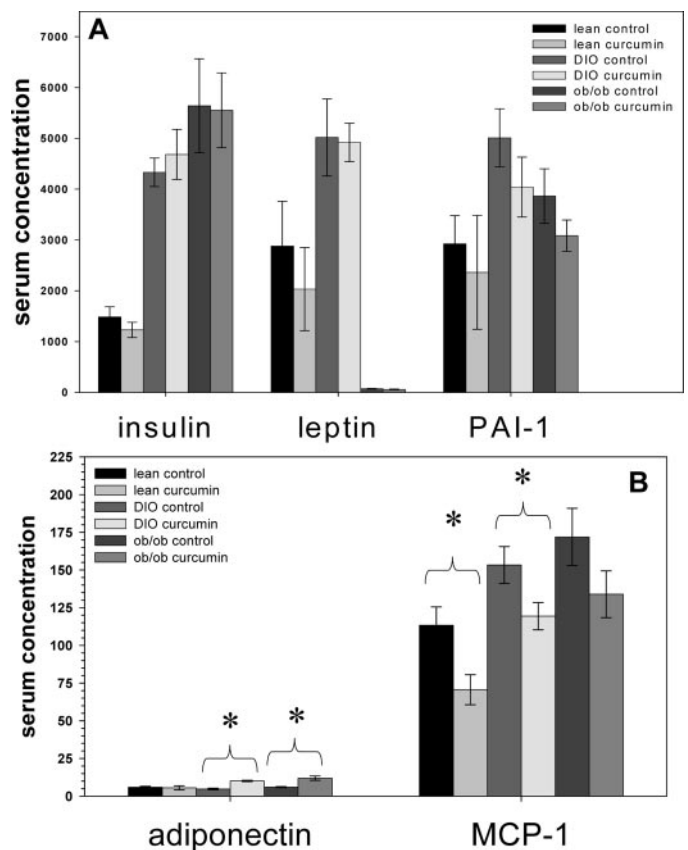 A
lean control
lean curcumin
DIO control
DIO curcumin
ob/ob control
ob/ob curcumin
serum concentration
7000
6000
5000
4000
3000
2000
1000
0
insulin leptin PAI-1
B
lean control
lean curcumin
DIO control
DIO curcumin
ob/ob control
ob/ob curcumin
serum concentration
225
200
175
150
125
100
75
50
25
0
* * * *
adiponectin MCP-1